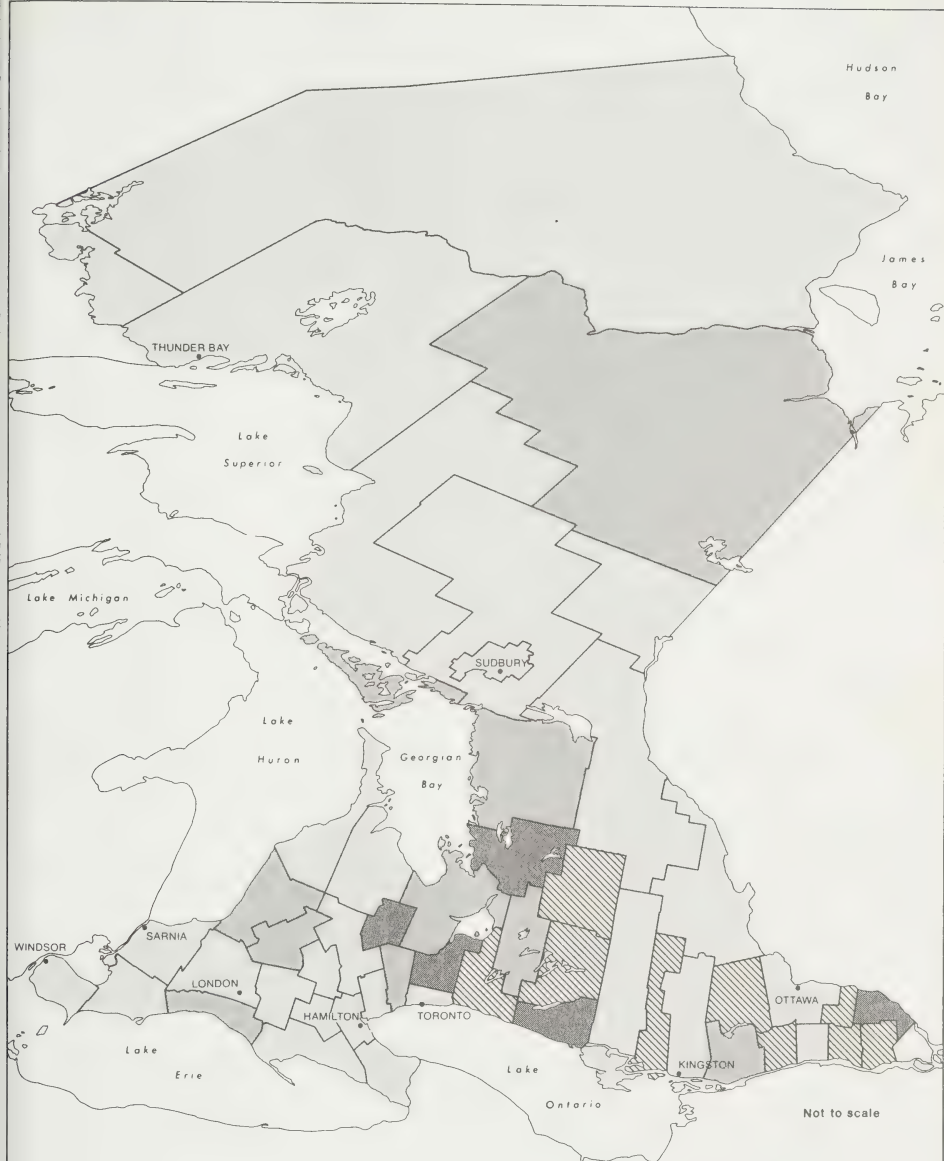 Hudson
Bay
James
Bay
THUNDER BAY
Lake
Superior
Lake Michigan
SUDBURY
Lake
Huron
Georgian
Bay
SARNIA
WINDSOR
LONDON
HAMILTON
TORONTO
OTTAWA
KINGSTON
Lake
Erie
Lake
Ontario
Not to scale